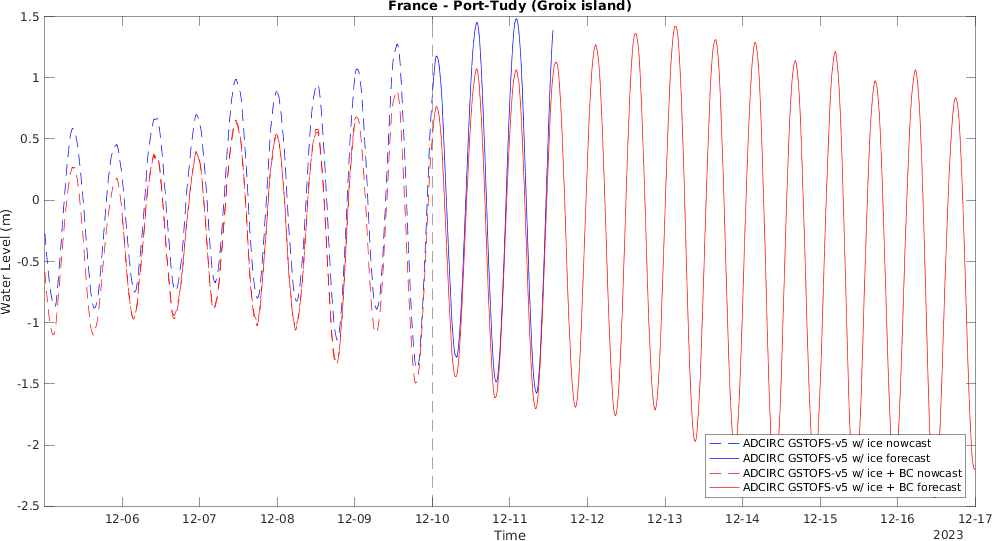 France - Port-Tudy (Groix island)
1.5
1
0.5
0
-0.5
-1
-1.5
-2
-2.5
Water Level (m)
ADCIRC GSTOFS-v5 w/ ice nowcast
ADCIRC GSTOFS-v5 w/ ice forecast
ADCIRC GSTOFS-v5 w/ ice + BC nowcast
ADCIRC GSTOFS-v5 w/ ice + BC forecast
12-06 12-07 12-08 12-09 12-10 12-11 12-12 12-13 12-14 12-15 12-16 12-17
Time
2023